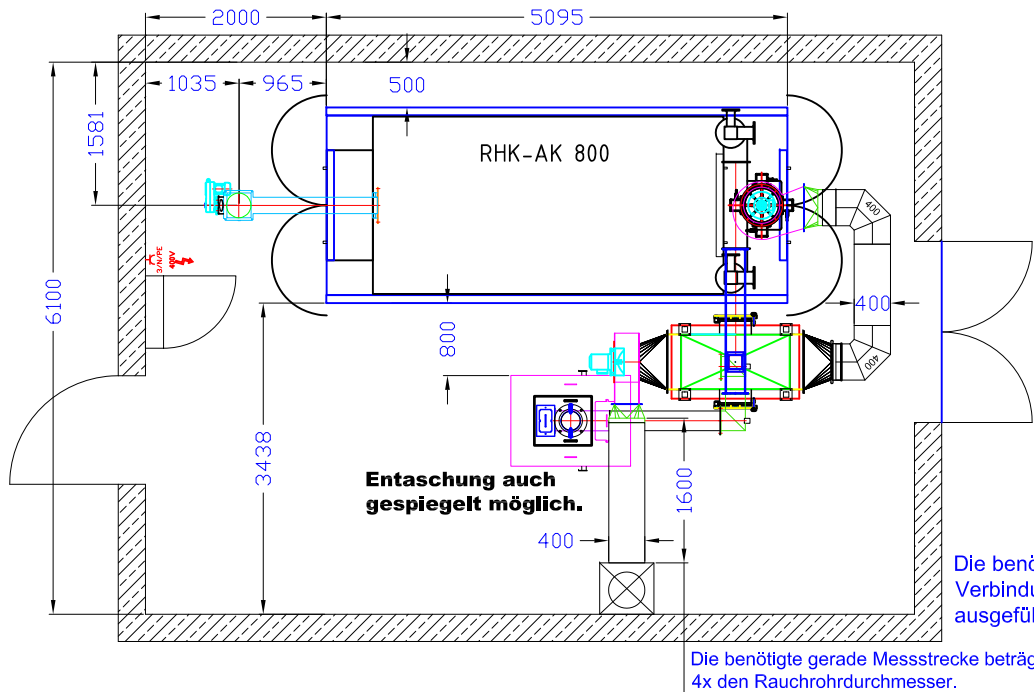 2000
5095
1035
965
500
1581
RHK-AK 800
400
3/N/PE
400V
400
6100
800
400
3438
Entaschung auch
gespiegelt möglich.
1600
400
Die benö
Verbindu
ausgefül
Die benötigte gerade Messstrecke beträg
4x den Rauchrohrdurchmesser.